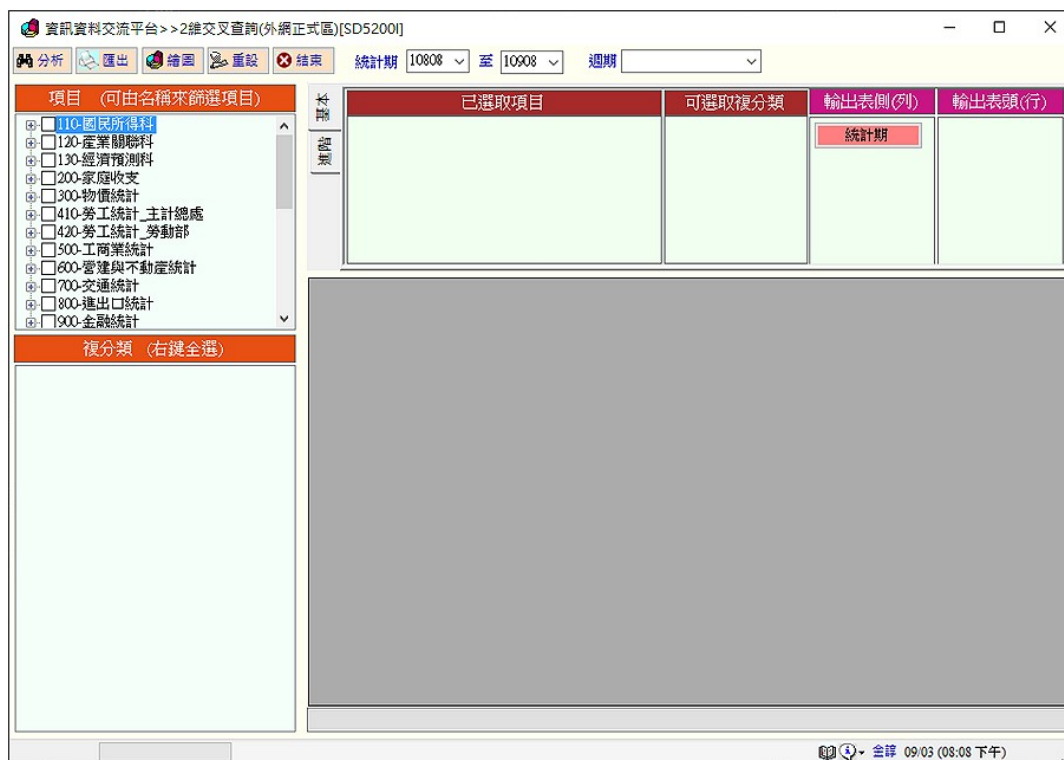 資訊資料交流平台>>2維交叉查詢(外網正式區)[SD5200I]
分析 匯出 繪圖 重設 結束 統計期 10808 至 10908 週期
項目 (可由名稱來篩選項目)
110-國民所得科
120-產業關聯科
130-經濟預測科
200-家庭收支
300-物價統計
410-勞工統計_主計總處
420-勞工統計_勞動部
500-工商業統計
600-營建與不動產統計
700-交通統計
800-進出口統計
900-金融統計
複分類 (右鍵全選)
基本
進階
已選取項目 可選取複分類 輸出表側(列) 輸出表頭(行)
統計期
09/03 (08:08 下午)